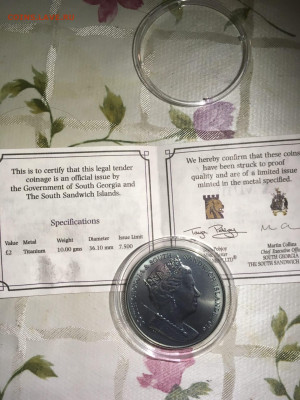 This is to certify that this legal tender
coinage is an official issue by
the Government of South Georgia and
The South Sandwich Islands.
Specifications
Value Metal Weight Diameter Issue Limit
£2 Titanium 10.00 gms 36.10 mm 7,500
We hereby confirm that these coins
have been struck to proof
quality and are of a limited issue
minted in the metal specified.
Pobjoy
Martin Collins
Chief Executive
SOUTH GEORGIA
THE SOUTH SANDWICH